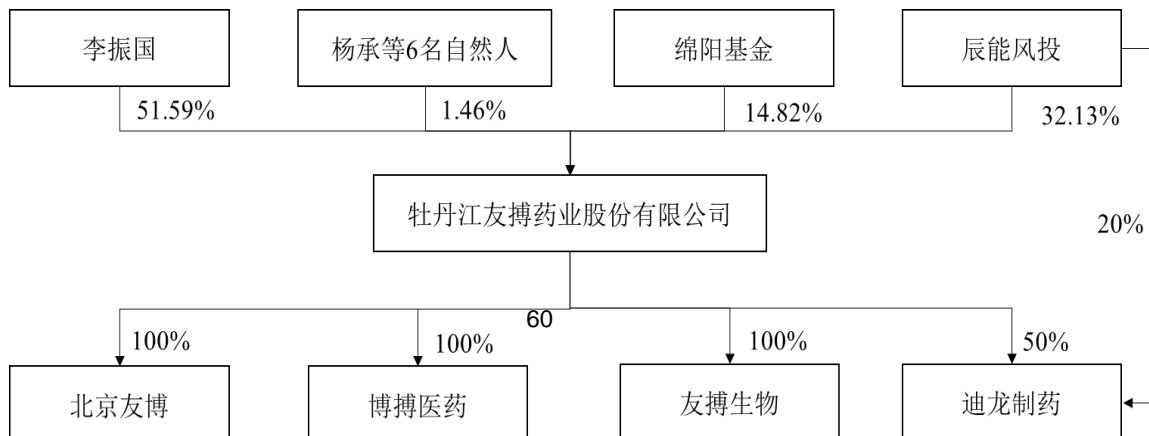 李振国
杨承等6名自然人
绵阳基金
辰能风投
51.59%
1.46%
14.82%
32.13%
牡丹江友搏药业股份有限公司
20%
60
100%
100%
100%
50%
北京友博
博搏医药
友搏生物
迪龙制药